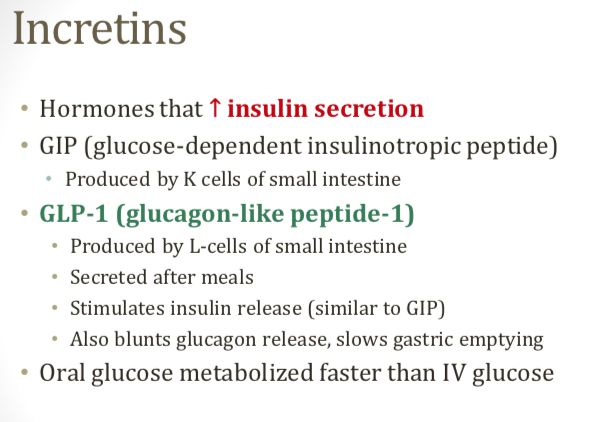 Incretins
• Hormones that ↑ insulin secretion
• GIP (glucose-dependent insulinotropic peptide)
• Produced by K cells of small intestine
• GLP-1 (glucagon-like peptide-1)
• Produced by L-cells of small intestine
• Secreted after meals
• Stimulates insulin release (similar to GIP)
• Also blunts glucagon release, slows gastric emptying
• Oral glucose metabolized faster than IV glucose